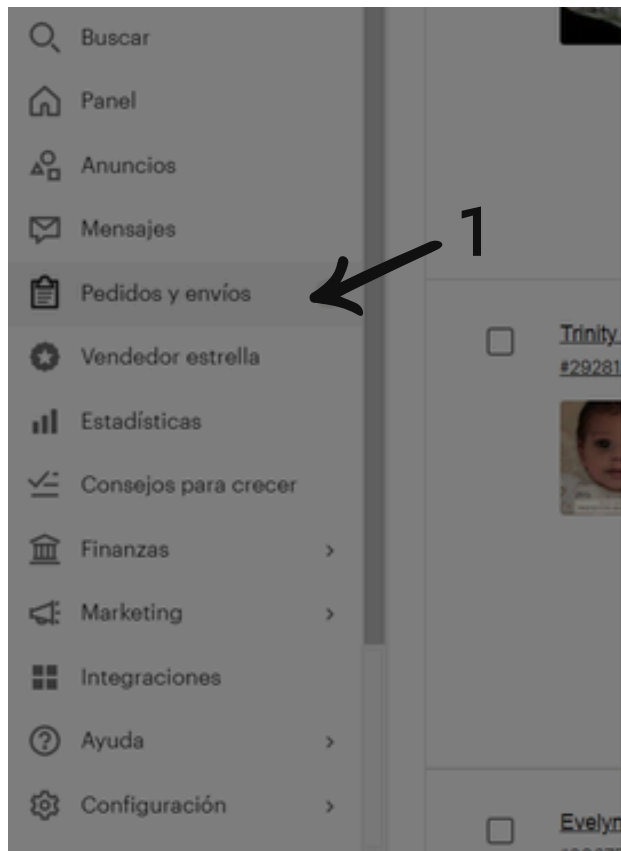 Buscar
Panel
Anuncios
Mensajes
1
Pedidos y envíos
Vendedor estrella
Estadísticas
Consejos para crecer
Finanzas
Marketing
Integraciones
Ayuda
Configuración
Trinity
#29281
Evelyn